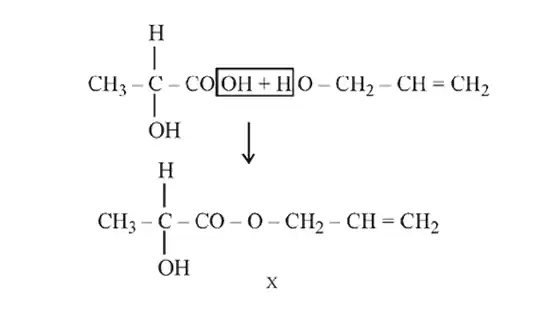 H
CH₃ – C – CO OH + H O – CH₂ – CH = CH₂
OH
H
CH₃ – C – CO – O – CH₂ – CH = CH₂
OH
X